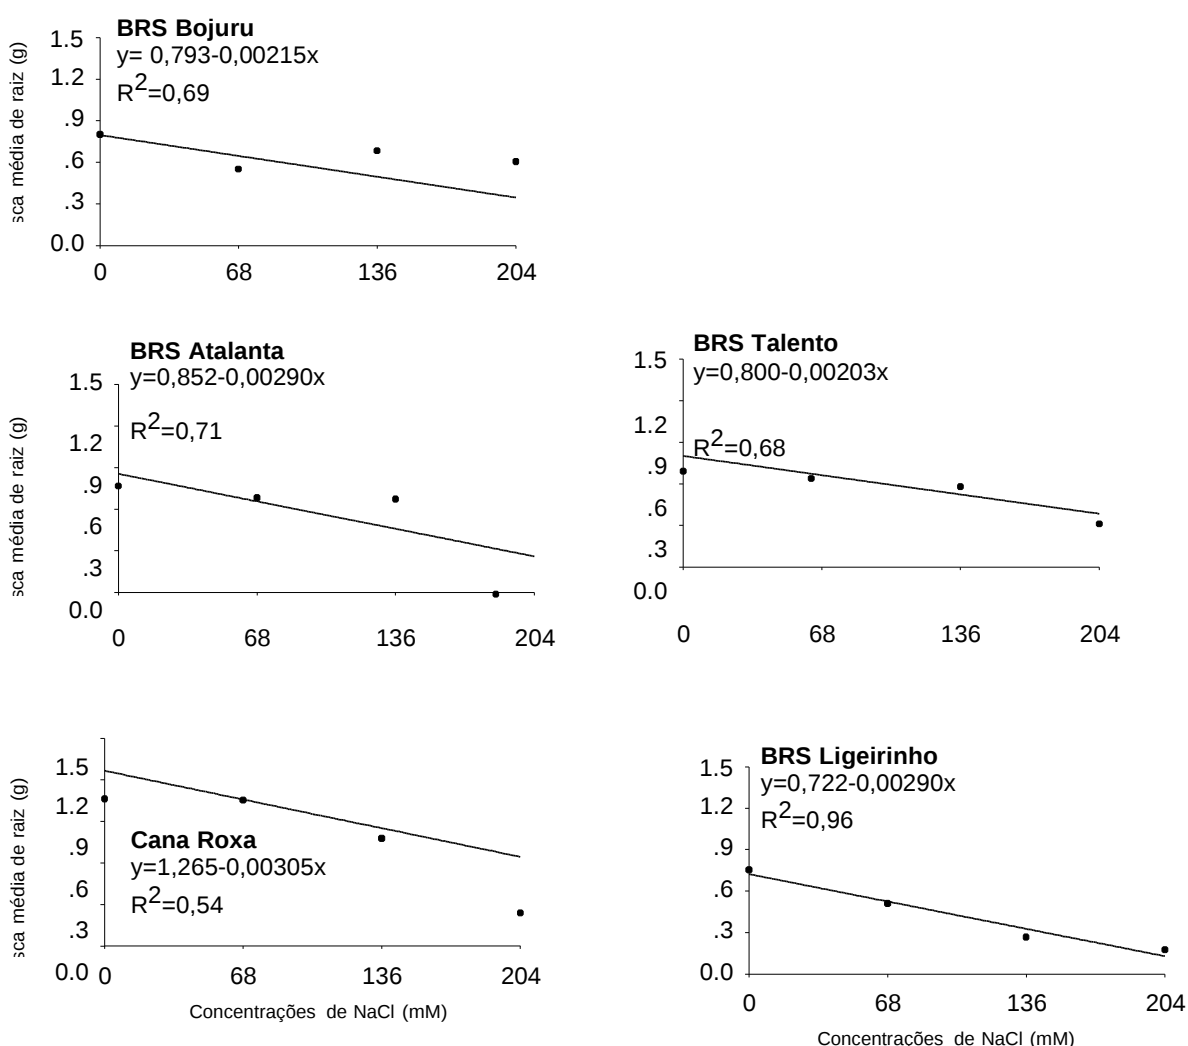 BRS Bojuru
y= 0,793-0,00215x
R2=0,69
sca média de raiz (g)
1.5
1.2
.9
.6
.3
0.0
0 68 136 204
BRS Atalanta
y=0,852-0,00290x
R2=0,71
sca média de raiz (g)
1.5
1.2
.9
.6
.3
0.0
0 68 136 204
BRS Talento
y=0,800-0,00203x
R2=0,68
1.5
1.2
.9
.6
.3
0.0
0 68 136 204
Cana Roxa
y=1,265-0,00305x
R2=0,54
sca média de raiz (g)
1.5
1.2
.9
.6
.3
0.0
0 68 136 204
Concentrações de NaCl (mM)
BRS Ligeirinho
y=0,722-0,00290x
R2=0,96
1.5
1.2
.9
.6
.3
0.0
0 68 136 204
Concentrações de NaCl (mM)